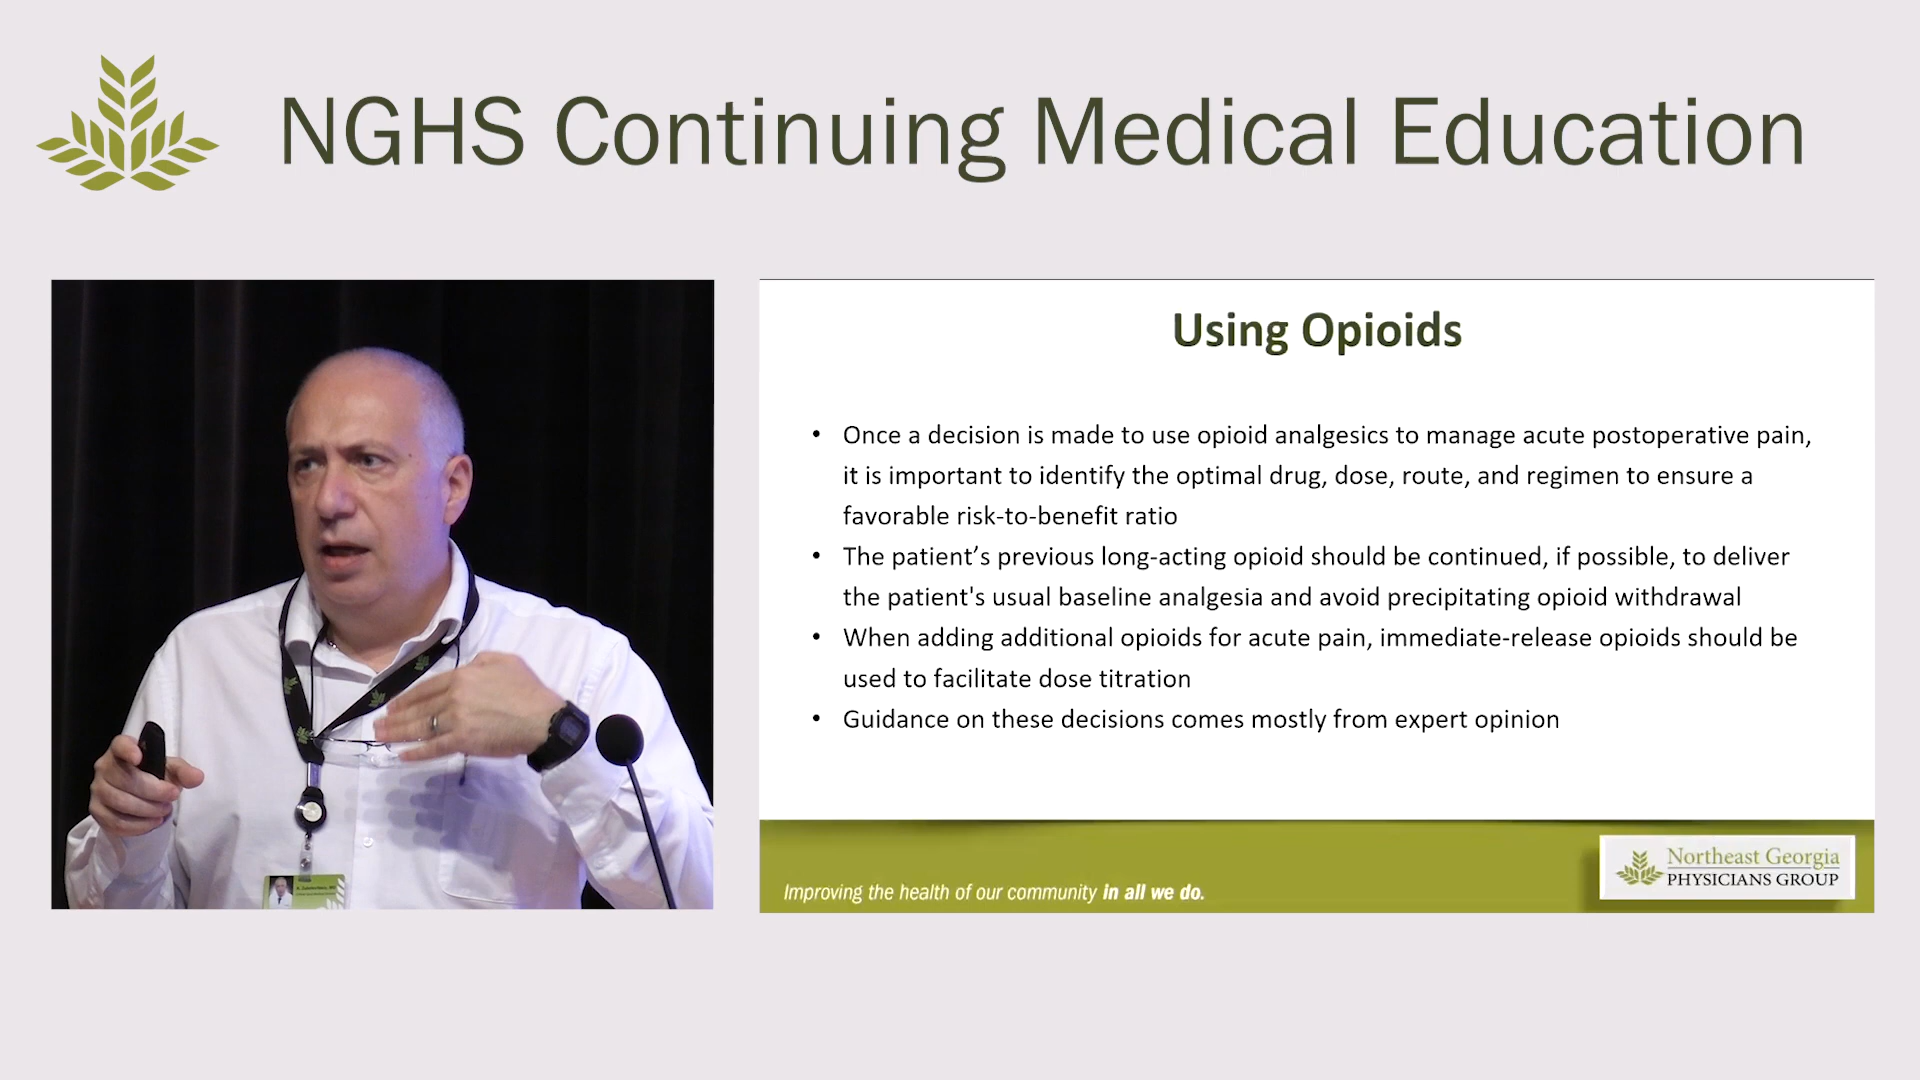 NGHS Continuing Medical Education
Using Opioids
• Once a decision is made to use opioid analgesics to manage acute postoperative pain,
it is important to identify the optimal drug, dose, route, and regimen to ensure a
favorable risk-to-benefit ratio
• The patient’s previous long-acting opioid should be continued, if possible, to deliver
the patient's usual baseline analgesia and avoid precipitating opioid withdrawal
• When adding additional opioids for acute pain, immediate-release opioids should be
used to facilitate dose titration
• Guidance on these decisions comes mostly from expert opinion
Improving the health of our community in all we do.
Northeast Georgia
PHYSICIANS GROUP